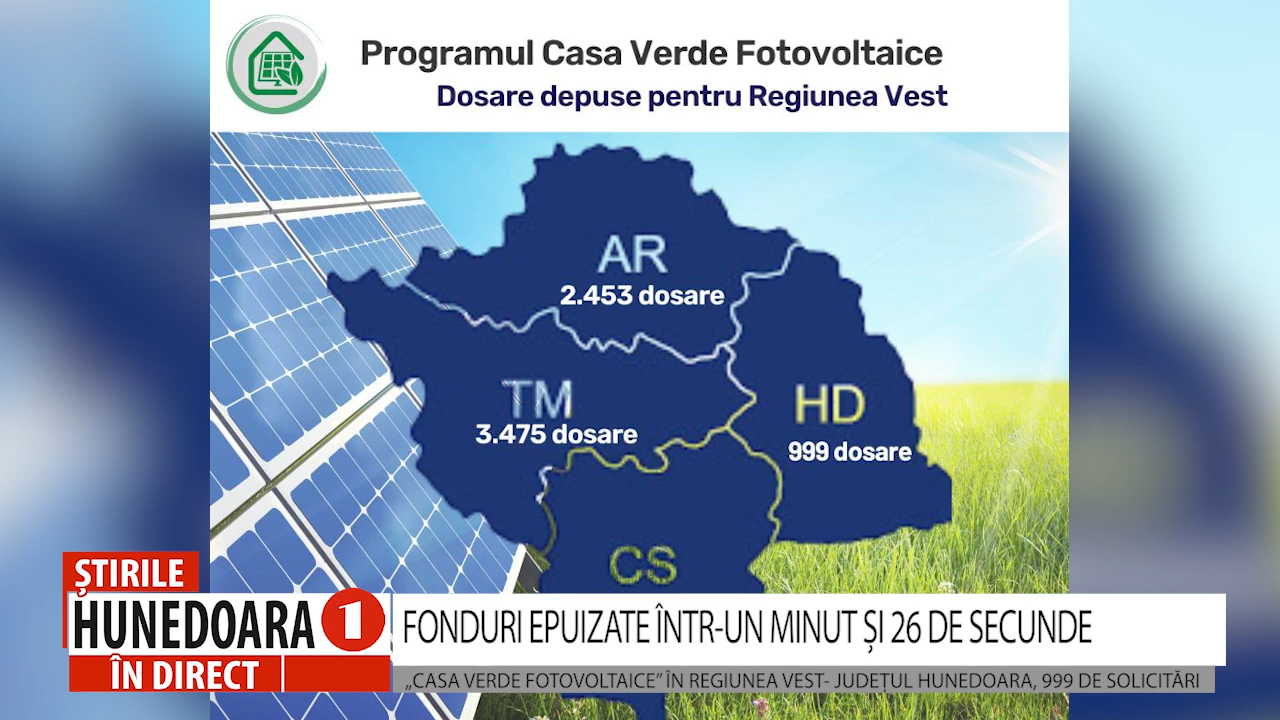 Programul Casa Verde Fotovoltaice
Dosare depuse pentru Regiunea Vest
AR
2.453 dosare
TM
3.475 dosare
HD
999 dosare
CS
ȘTIRILE
HUNEDOARA 1
ÎN DIRECT
FONDURI EPUIZATE ÎNTR-UN MINUT ȘI 26 DE SECUNDE
„CASA VERDE FOTOVOLTAICE” ÎN REGIUNEA VEST- JUDEȚUL HUNEDOARA, 999 DE SOLICITĂRI